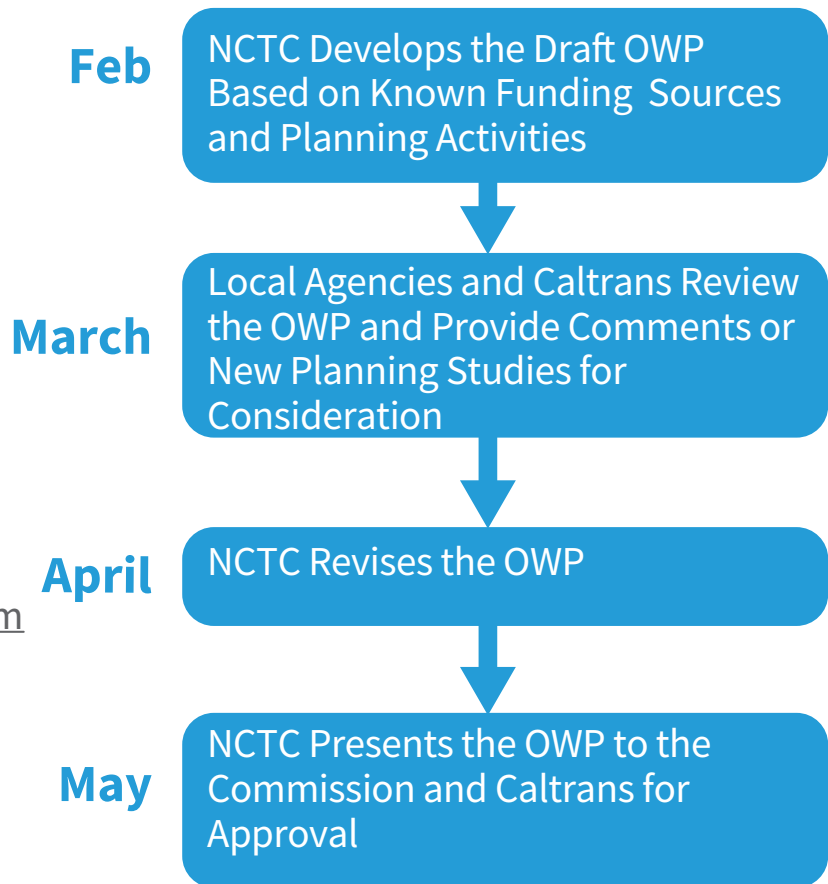 Feb
NCTC Develops the Draft OWP
Based on Known Funding Sources
and Planning Activities
March
Local Agencies and Caltrans Review
the OWP and Provide Comments or
New Planning Studies for
Consideration
April
NCTC Revises the OWP
m
May
NCTC Presents the OWP to the
Commission and Caltrans for
Approval